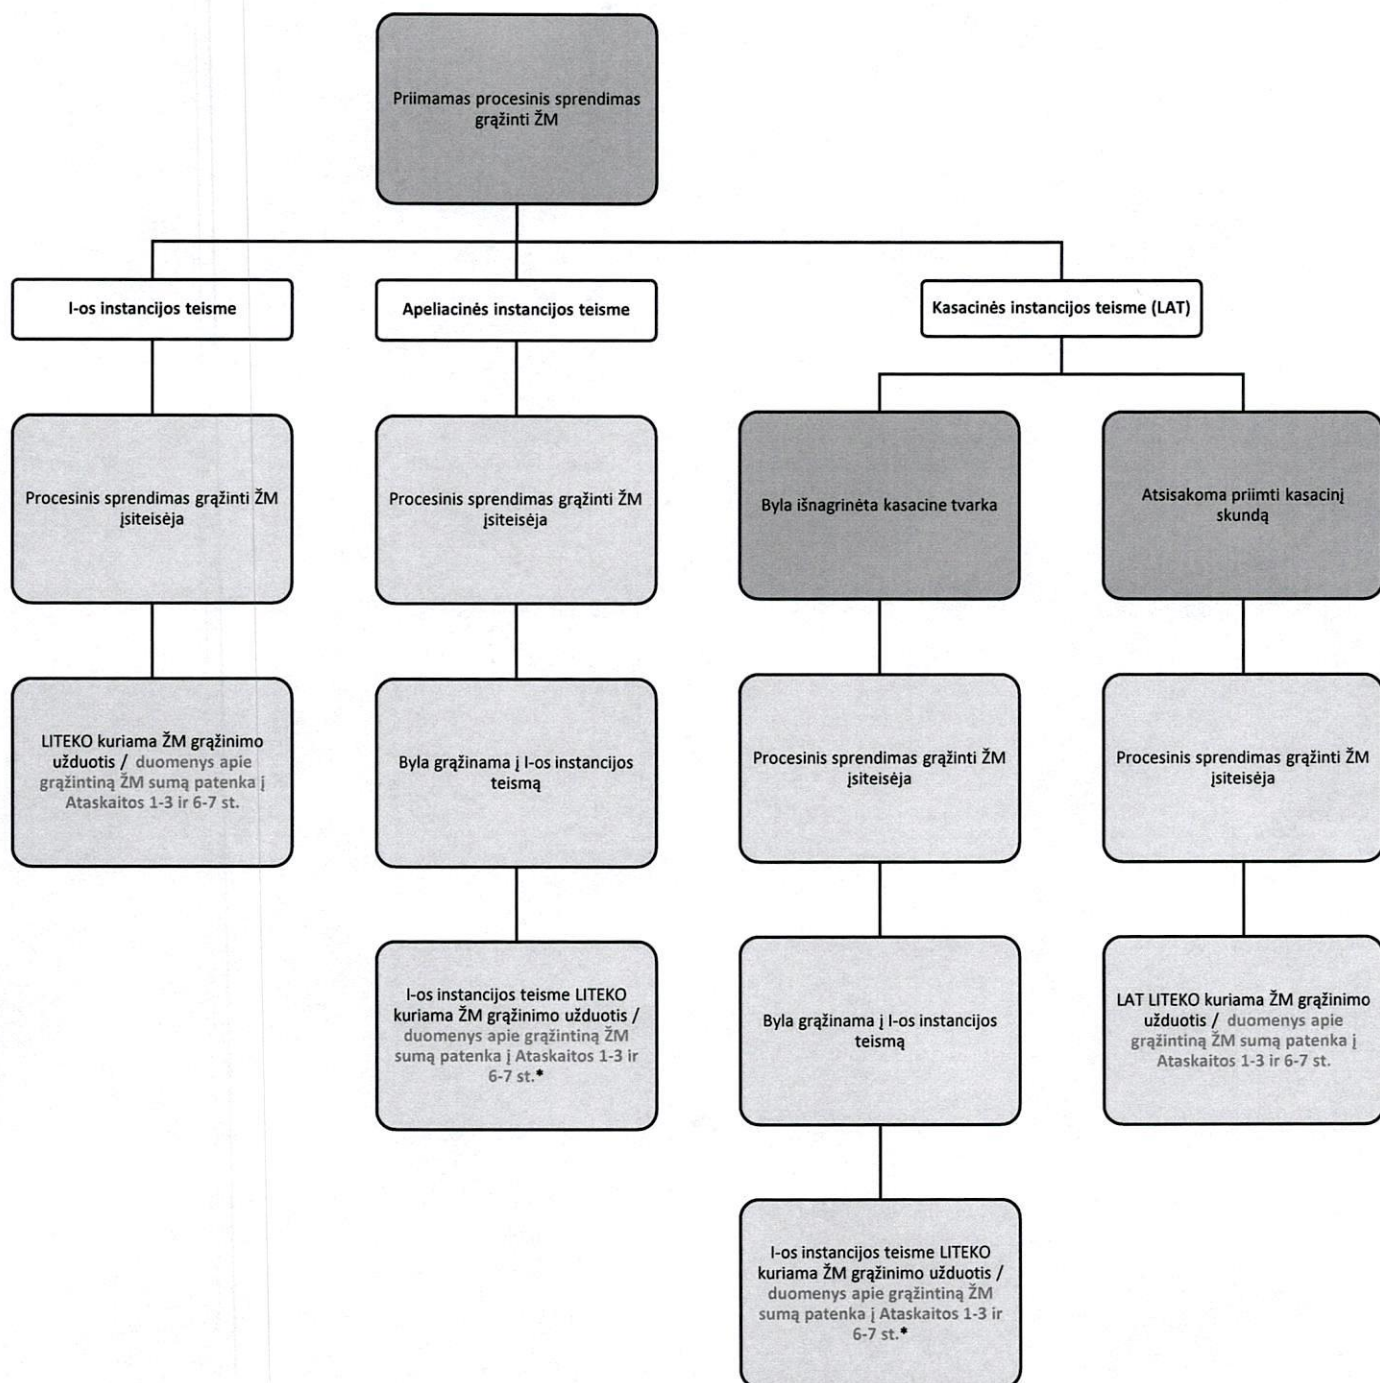 Priimamas procesinis sprendimas
grąžinti ŽM
I-os instancijos teisme
Apeliacinės instancijos teisme
Kasacinės instancijos teisme (LAT)
Procesinis sprendimas grąžinti ŽM
įsiteisėja
Procesinis sprendimas grąžinti ŽM
įsiteisėja
Byla išnagrinėta kasacine tvarka
Atsisakoma priimti kasacinį
skundą
LITEKO kuriama ŽM grąžinimo
užduotis / duomenys apie
grąžintiną ŽM sumą patenka į
Ataskaitos 1-3 ir 6-7 st.
Byla grąžinama į I-os instancijos
teismą
Procesinis sprendimas grąžinti ŽM
įsiteisėja
Procesinis sprendimas grąžinti ŽM
įsiteisėja
I-os instancijos teisme LITEKO
kuriama ŽM grąžinimo užduotis /
duomenys apie grąžintiną ŽM
sumą patenka į Ataskaitos 1-3 ir
6-7 st.*
Byla grąžinama į I-os instancijos
teismą
LAT LITEKO kuriama ŽM grąžinimo
užduotis / duomenys apie
grąžintiną ŽM sumą patenka į
Ataskaitos 1-3 ir 6-7 st.
I-os instancijos teisme LITEKO
kuriama ŽM grąžinimo užduotis /
duomenys apie grąžintiną ŽM
sumą patenka į Ataskaitos 1-3 ir
6-7 st.*